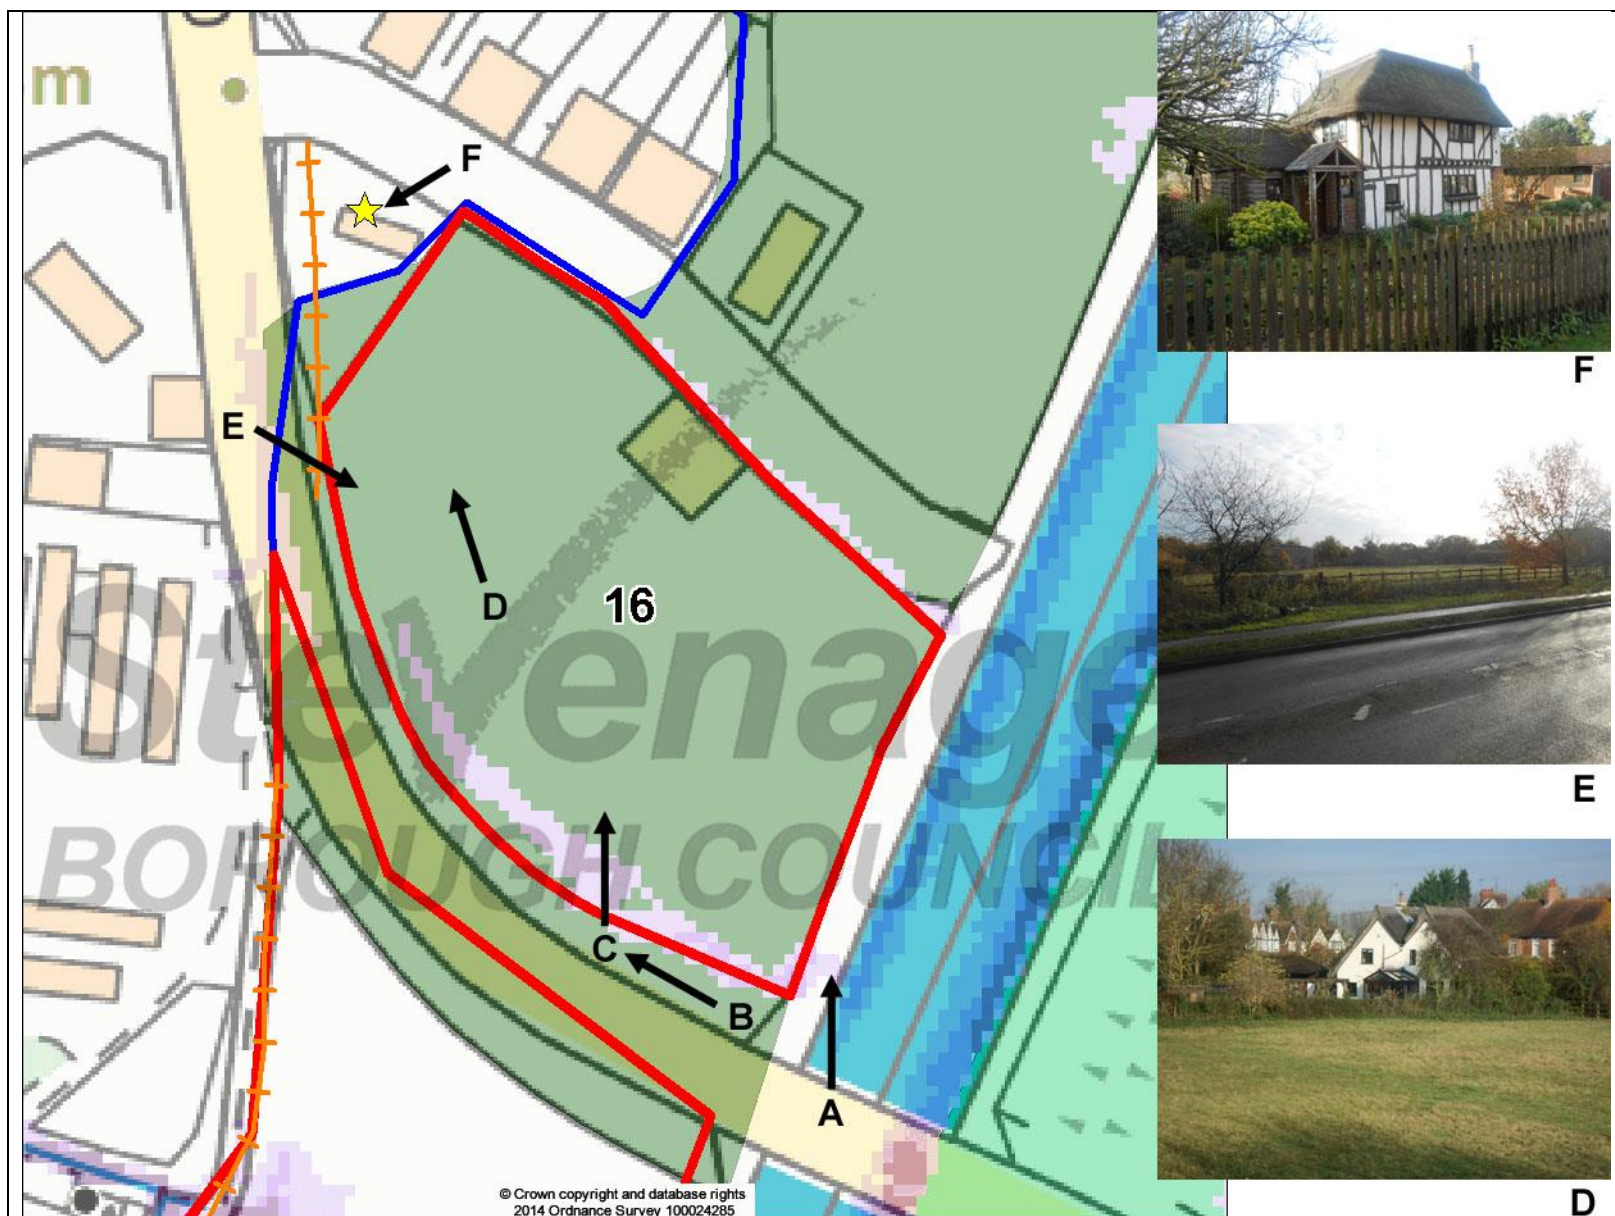 m
F
F
E
E
D
16
Stevenage
BOROUGH COUNCIL
C
B
A
D
© Crown copyright and database rights
2014 Ordnance Survey 100024285